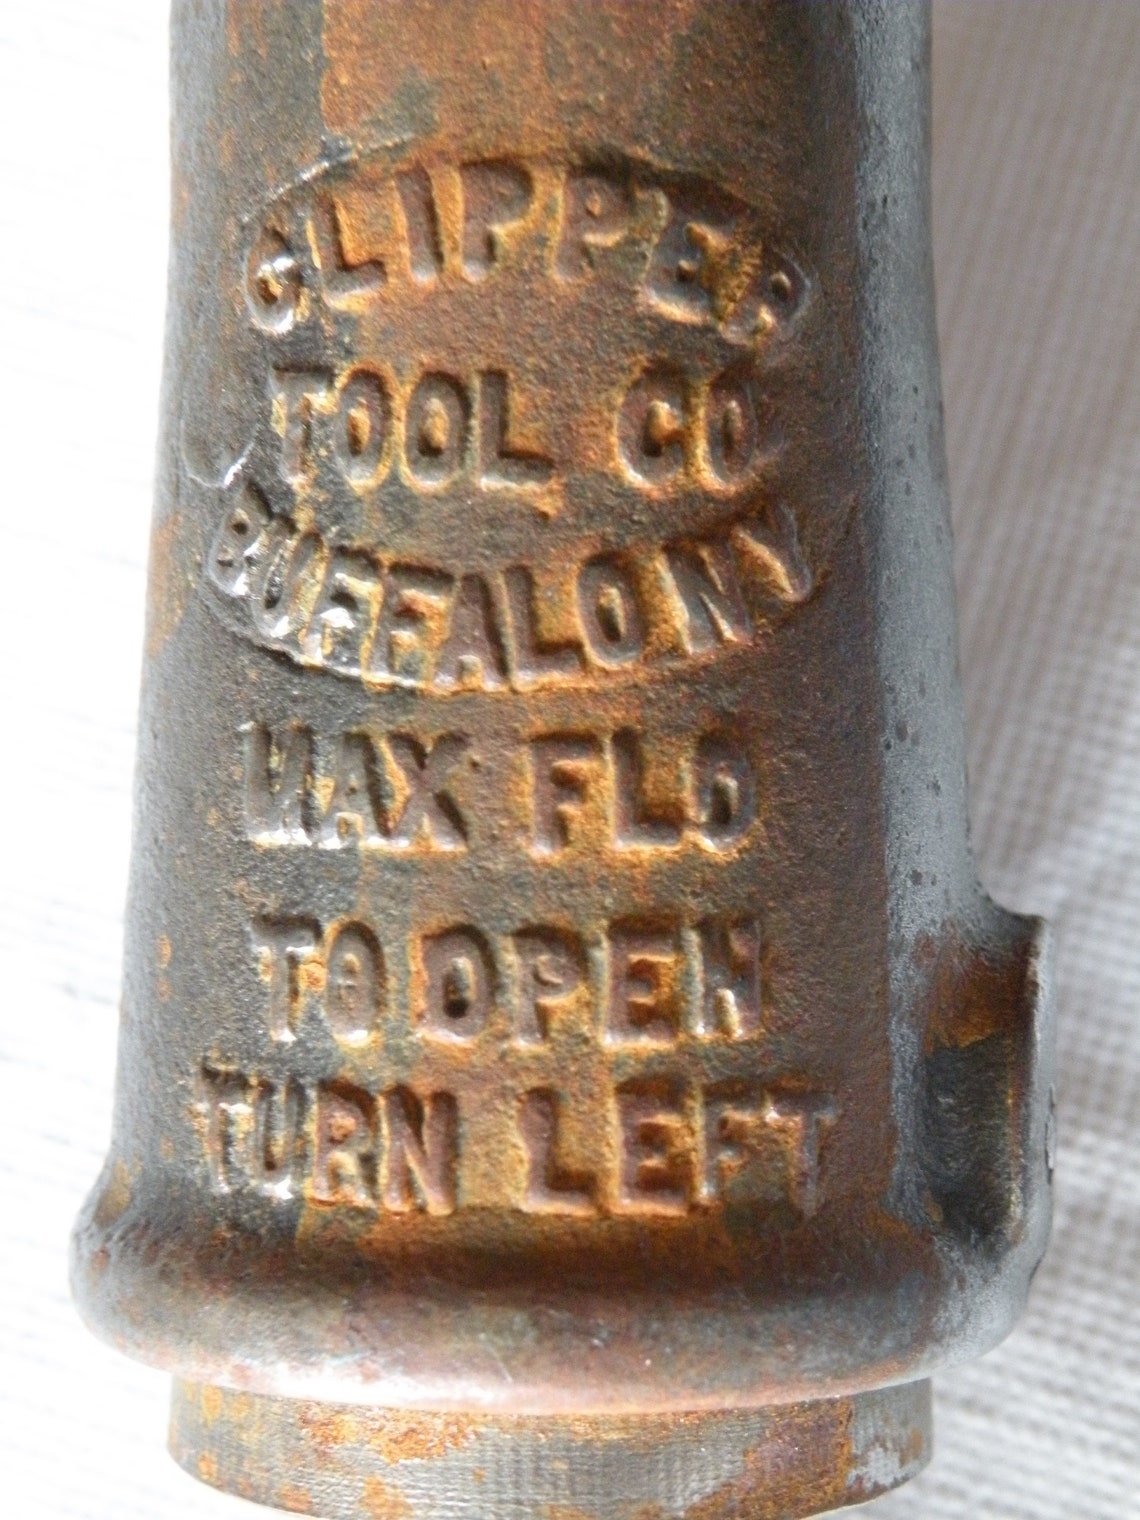 CLIPPER
TOOL CO
BUFFALO NY
MAX FLO
TO OPEN
TURN LEFT